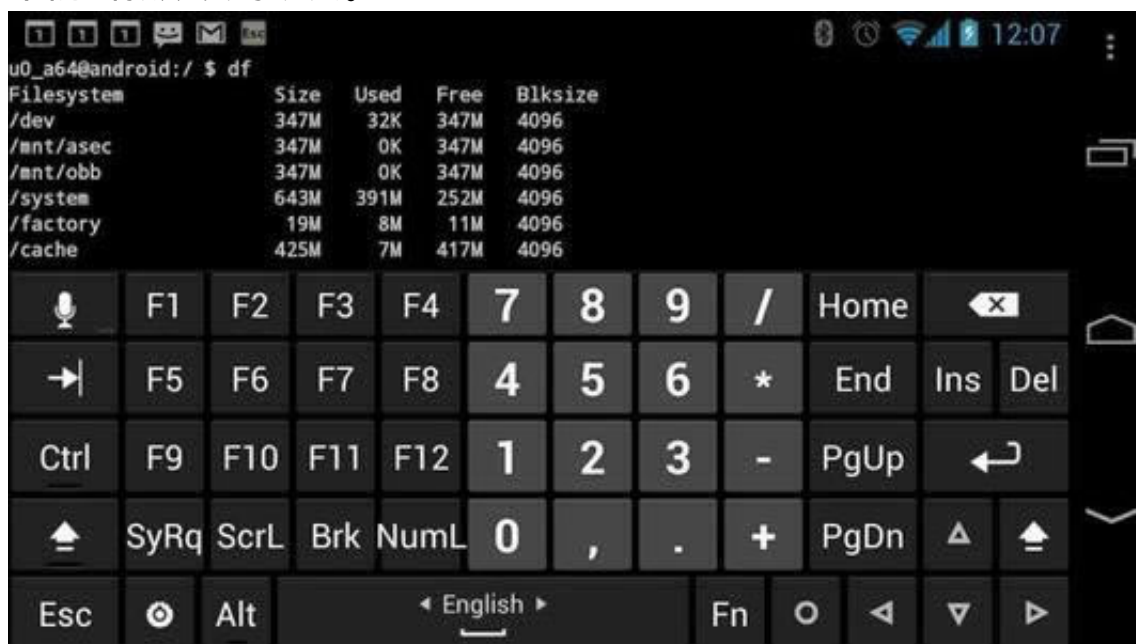 1 1 1 Esc 12:07
u0_a64@android:/ $ df
Filesystem Size Used Free Blksize
/dev 347M 32K 347M 4096
/mnt/asec 347M 0K 347M 4096
/mnt/obb 347M 0K 347M 4096
/system 643M 391M 252M 4096
/factory 19M 8M 11M 4096
/cache 425M 7M 417M 4096
F1 F2 F3 F4 7 8 9 / Home
F5 F6 F7 F8 4 5 6 * End Ins Del
Ctrl F9 F10 F11 F12 1 2 3 - PgUp
SyRq ScrL Brk NumL 0 , . + PgDn
Esc Alt English Fn